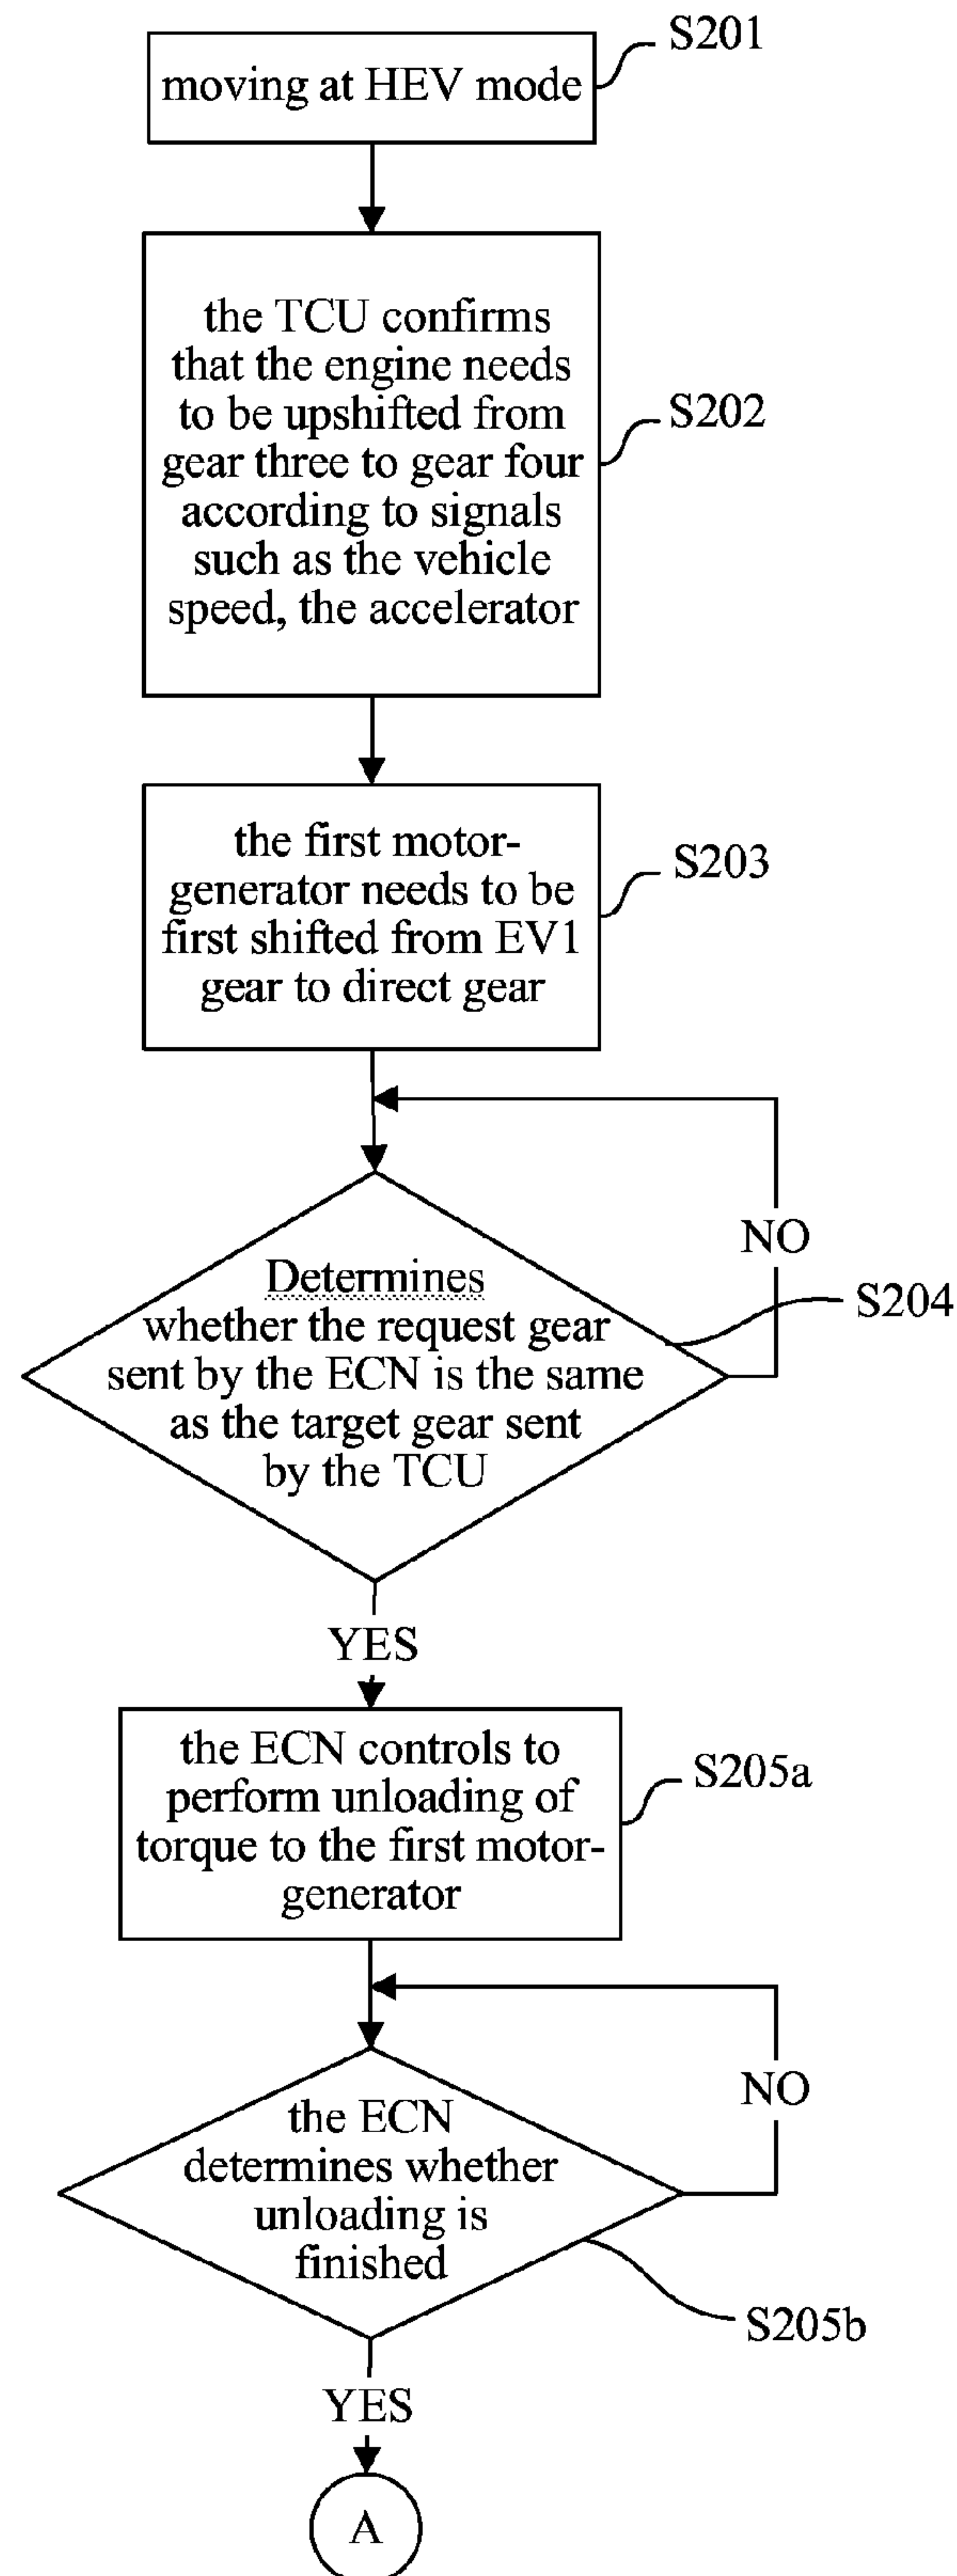 S201
moving at HEV mode
the TCU confirms
that the engine needs
to be upshifted from
gear three to gear four
according to signals
such as the vehicle
speed, the accelerator
S202
the first motor-
generator needs to be
first shifted from EV1
gear to direct gear
S203
NO
Determines
whether the request gear
sent by the ECN is the same
as the target gear sent
by the TCU
S204
YES
the ECN controls to
perform unloading of
torque to the first motor-
generator
S205a
NO
the ECN
determines whether
unloading is
finished
S205b
YES
A